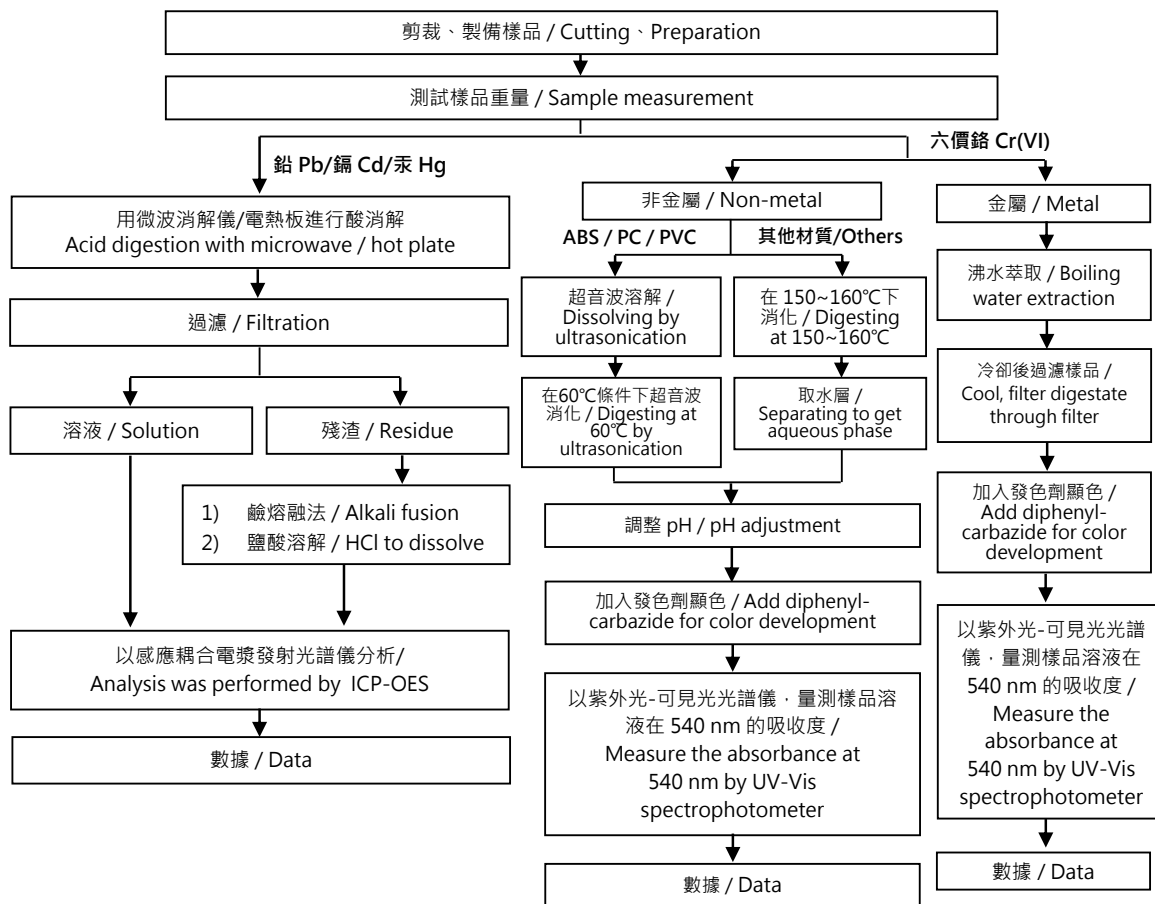 剪裁、製備樣品 / Cutting、Preparation
測試樣品重量 / Sample measurement
鉛 Pb/鎘 Cd/汞 Hg
用微波消解儀/電熱板進行酸消解
Acid digestion with microwave / hot plate
過濾 / Filtration
溶液 / Solution
殘渣 / Residue
1) 鹼熔融法 / Alkali fusion
2) 鹽酸溶解 / HCl to dissolve
以感應耦合電漿發射光譜儀分析/
Analysis was performed by ICP-OES
數據 / Data
六價鉻 Cr(VI)
非金屬 / Non-metal
ABS / PC / PVC
超音波溶解 /
Dissolving by
ultrasonication
在60℃條件下超音波
消化 / Digesting at
60℃ by
ultrasonication
其他材質/Others
在 150~160℃下
消化 / Digesting
at 150~160℃
取水層 /
Separating to get
aqueous phase
調整 pH / pH adjustment
加入發色劑顯色 / Add diphenyl-
carbazide for color development
以紫外光-可見光光譜儀，量測樣品溶
液在 540 nm 的吸收度 /
Measure the absorbance at
540 nm by UV-Vis
spectrophotometer
數據 / Data
金屬 / Metal
沸水萃取 / Boiling
water extraction
冷卻後過濾樣品 /
Cool, filter digestate
through filter
加入發色劑顯色 /
Add diphenyl-
carbazide for color
development
以紫外光-可見光光譜
儀，量測樣品溶液在
540 nm 的吸收度 /
Measure the
absorbance at
540 nm by UV-Vis
spectrophotometer
數據 / Data